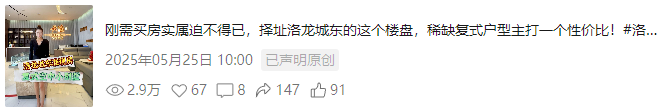 刚需买房实属迫不得已，择址洛龙城东的这个楼盘，稀缺复式户型主打一个性价比！#洛...
2025年05月25日 10:00 已声明原创
2.9万 67 8 147 91